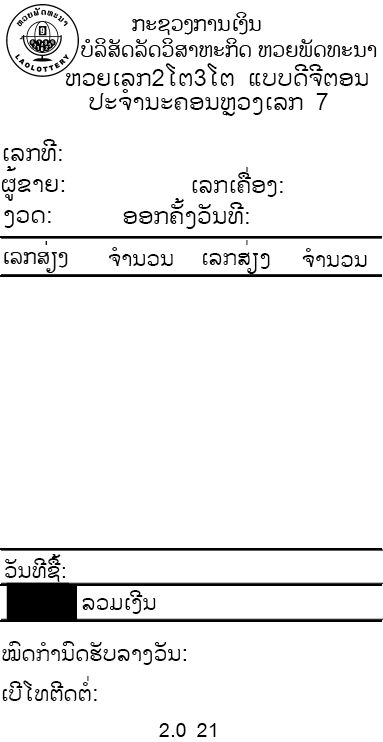 ຫວຍພັດທະນາ
LAOLOTTERY
ກະຊວງການເງິນ
ບໍລິສັດລັດວິສາຫະກິດ ຫວຍພັດທະນາ
ຫວຍເລກ2ໂຕ3ໂຕ ແບບດີຈີຕອນ
ປະຈຳນະຄອນຫຼວງເລກ 7
ເລກທີ:
ຜູ້ຂາຍ: ເລກເຄື່ອງ:
ງວດ: ອອກຄັ້ງວັນທີ:
ເລກສ່ຽງ ຈຳນວນ ເລກສ່ຽງ ຈຳນວນ
ວັນທີຊື້:
ລວມເງີນ
ໝົດກຳນົດຮັບລາງວັນ:
ເບີໂທຕິດຕໍ່:
2.0 21